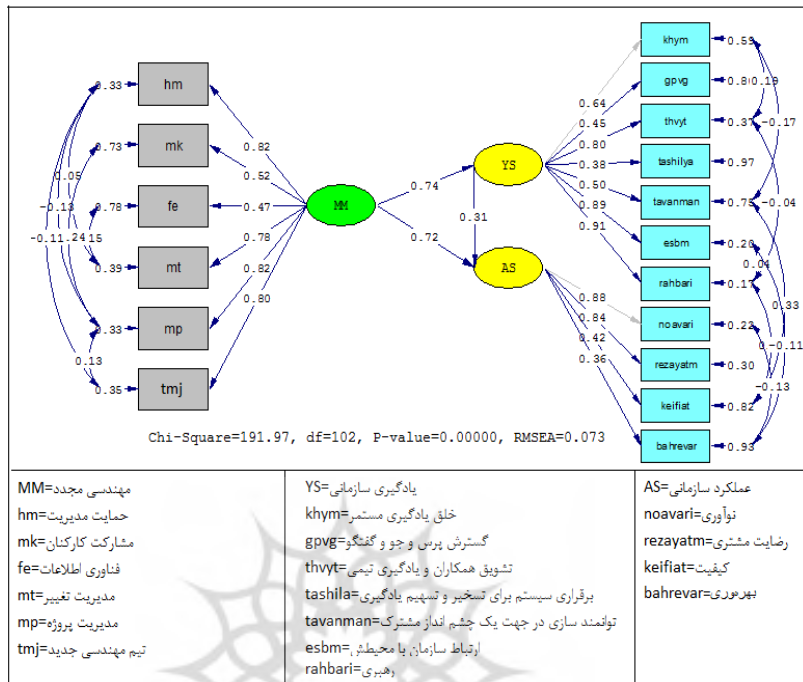 khym
0.59
hm
0.33
gpvg
0.19
thvyt
0.37
-0.17
0.64
mk
0.73
0.45
0.82
0.80
YS
tashilya
0.97
0.05
0.52
0.38
0.74
0.50
tavanman
0.75
-0.04
fe
0.78
0.47
MM
0.89
-0.13
0.31
esbm
0.20
0.78
0.91
-0.11
0.72
mt
0.39
0.82
AS
rahbari
0.17
0.33
0.80
0.88
noavari
0.22
mp
0.33
0.84
-0.11
0.42
rezayatm
0.30
0.13
0.36
-0.13
tmj
0.35
keifiat
0.82
Chi-Square=191.97, df=102, P-value=0.00000, RMSEA=0.073
bahrevar
0.93
MM=مهندسی مجدد
hm=حمایت مدیریت
mk=مشارکت کارکنان
fe=فناوری اطلاعات
mt=مدیریت تغییر
mp=مدیریت پروژه
tmj=تیم مهندسی جدید
YS=یادگیری سازمانی
khym=خلق یادگیری مستمر
gpvg=گسترش پرس و جو و گفتگو
thvyt=تشویق همکاران و یادگیری تیمی
tashila=برقراری سیستم برای تسخیر و تسهیم یادگیری
tavanman=توانمند سازی در جهت یک چشم انداز مشترک
esbm=ارتباط سازمان با محیطش
rahbari=رهبری
AS=عملکرد سازمانی
noavari=نوآوری
rezayatm=رضایت مشتری
keifiat=کیفیت
bahrevar=بهره‌وری